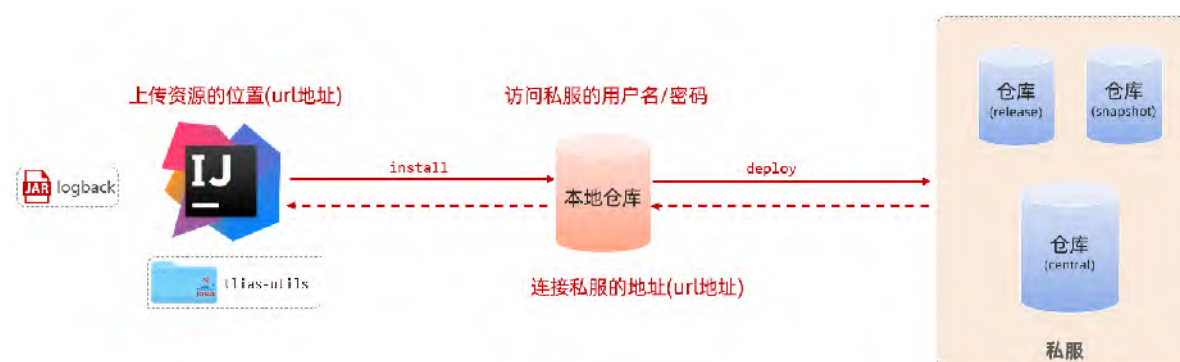 上传资源的位置(url地址)
访问私服的用户名/密码
仓库
(release)
仓库
(snapshot)
JAR logback
IJ
install
本地仓库
deploy
仓库
(central)
java
tlias-utils
连接私服的地址(url地址)
私服